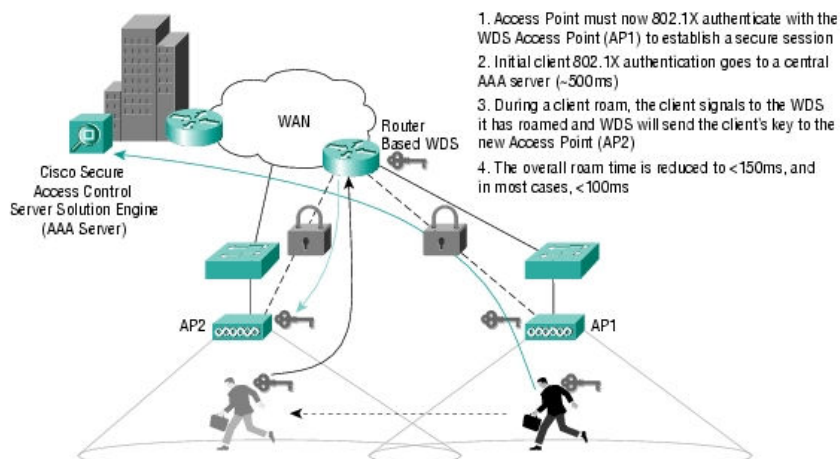 1. Access Point must now 802.1X authenticate with the
WDS Access Point (AP1) to establish a secure session
2. Initial client 802.1X authentication goes to a central
AAA server (~500ms)
3. During a client roam, the client signals to the WDS
it has roamed and WDS will send the client's key to the
new Access Point (AP2)
4. The overall roam time is reduced to <150ms, and
in most cases, <100ms
WAN
Router
Based WDS
Cisco Secure
Access Control
Server Solution Engine
(AAA Server)
AP2
AP1